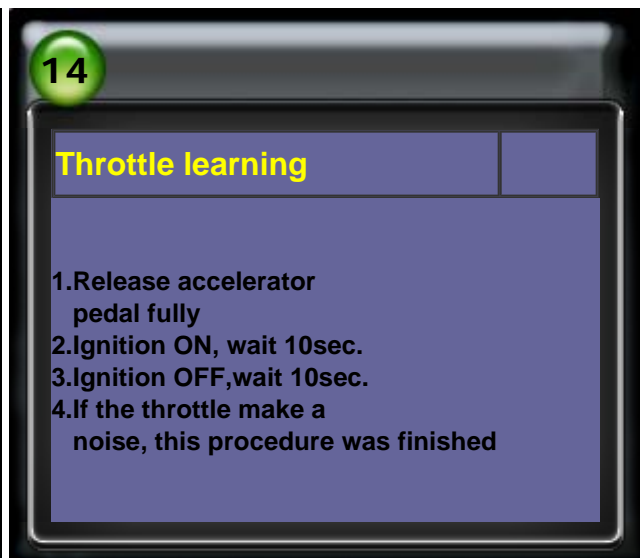 14
Throttle learning
1.Release accelerator
pedal fully
2.Ignition ON, wait 10sec.
3.Ignition OFF,wait 10sec.
4.If the throttle make a
noise, this procedure was finished